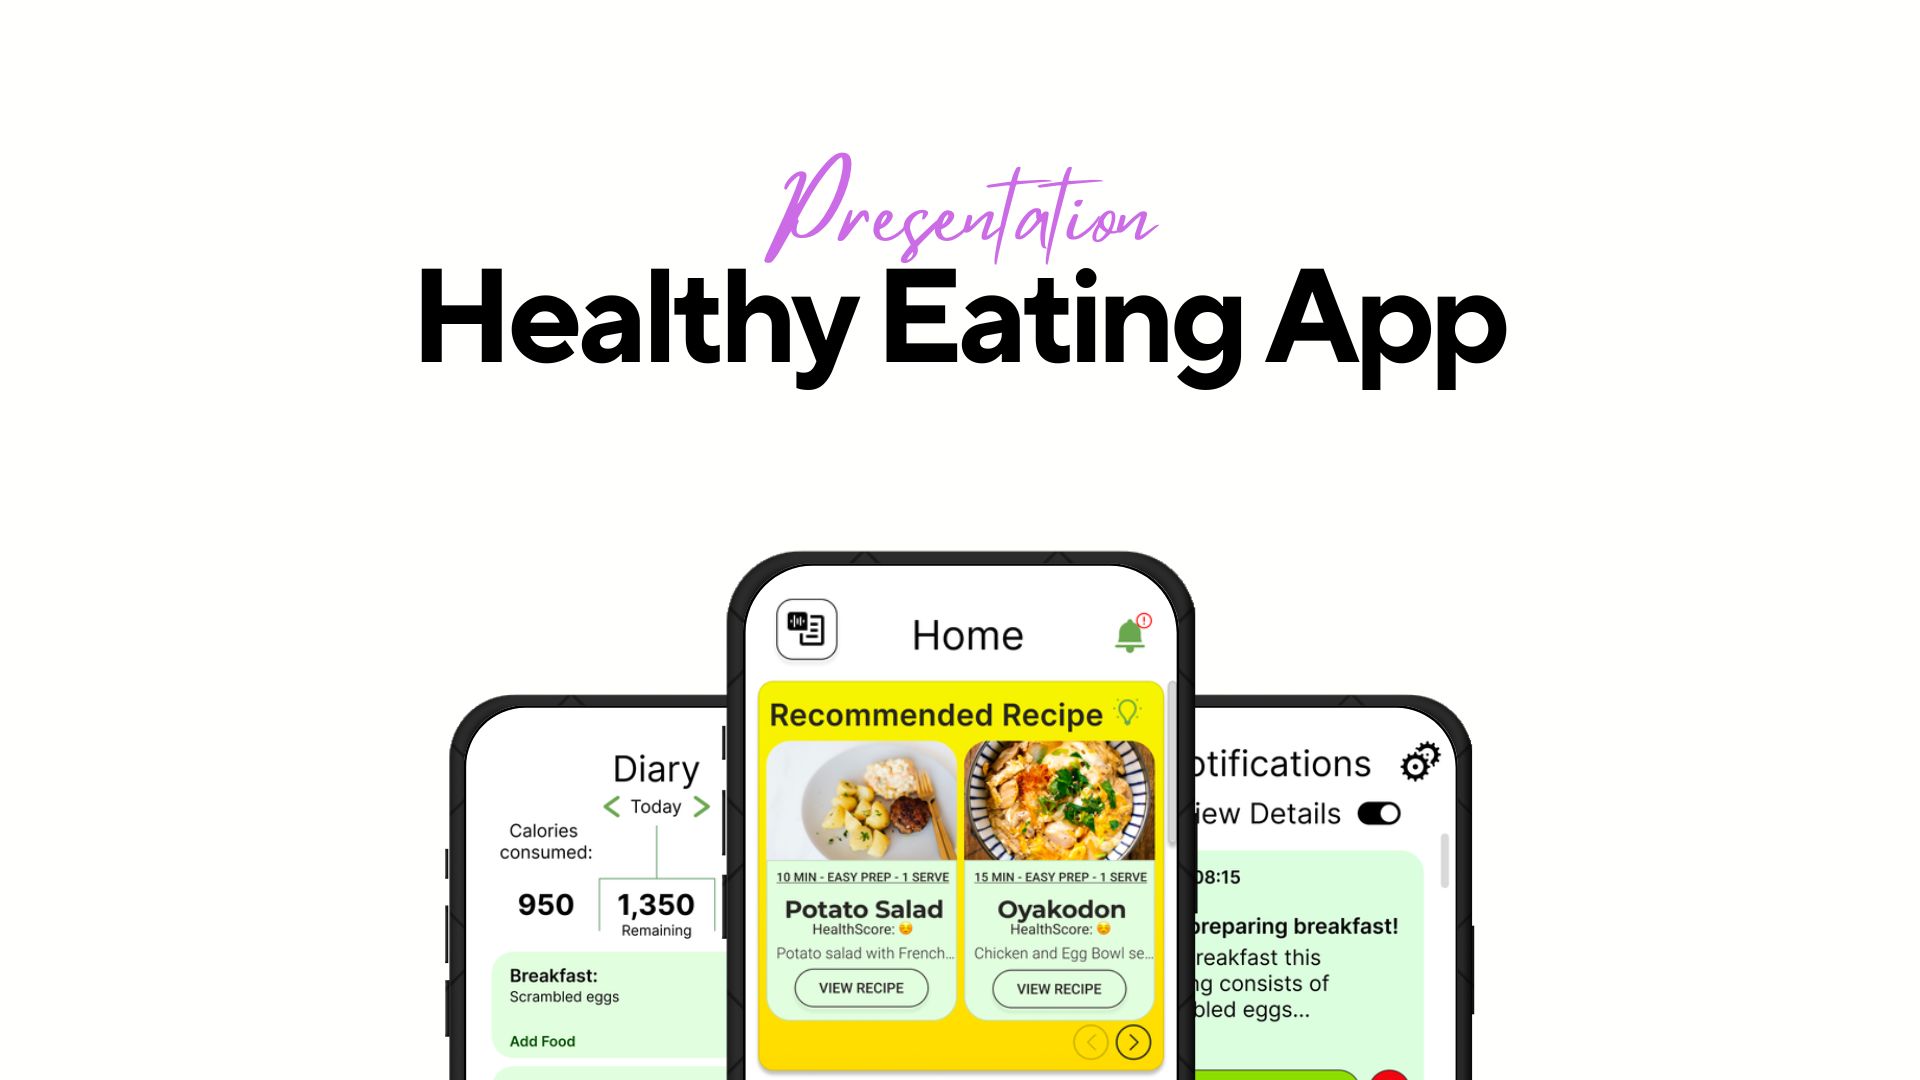 Presentation
Healthy Eating App
Diary
Today
Calories
consumed:
950
1,350
Remaining
Breakfast:
Scrambled eggs
Add Food
Home
Recommended Recipe
10 MIN - EASY PREP - 1 SERVE
Potato Salad
HealthScore:
Potato salad with French...
VIEW RECIPE
15 MIN - EASY PREP - 1 SERVE
Oyakodon
HealthScore:
Chicken and Egg Bowl se...
VIEW RECIPE
otifications
iew Details
08:15
preparing breakfast!
reakfast this
ng consists of
bled eggs...